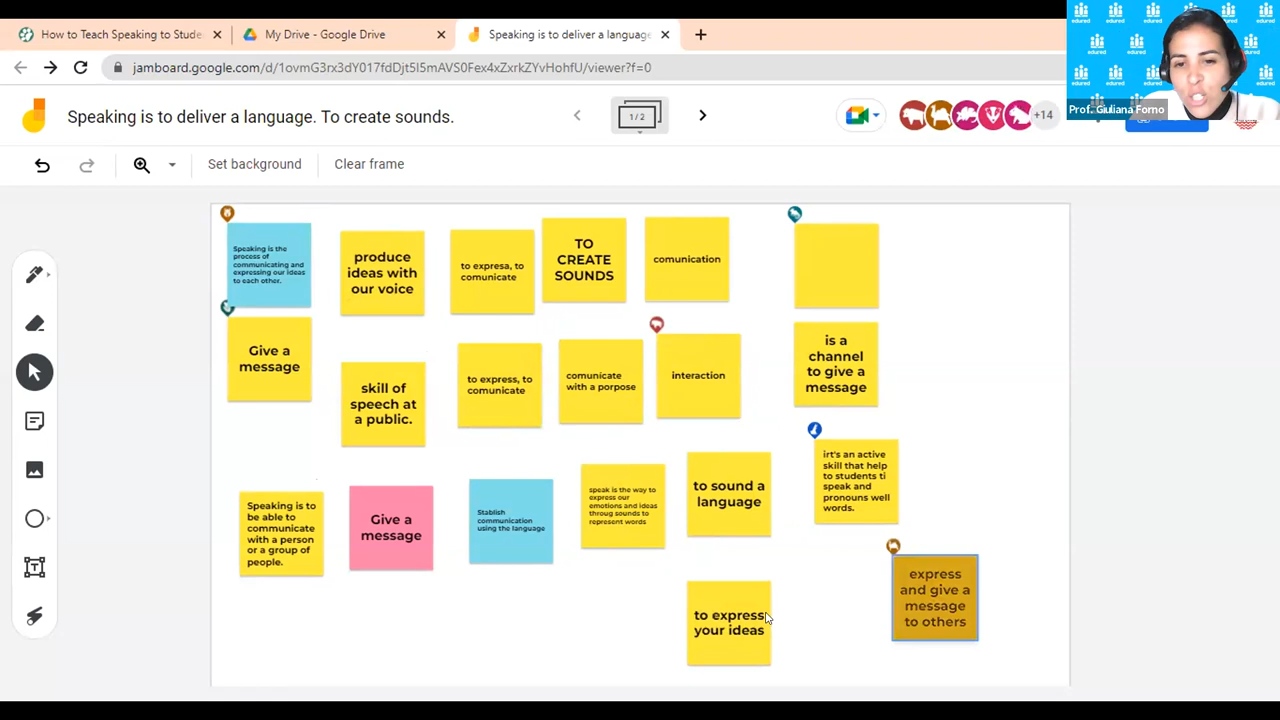 How to Teach Speaking to Stude
My Drive - Google Drive
Speaking is to deliver a language
jamboard.google.com/d/1ovmG3rx3dY017foDjt5I5mAVS0Fex4xZxrkZYvHohfU/viewer?f=0
edured
Prof. Giuliana Forno
Speaking is to deliver a language. To create sounds.
1/2
+14
Set background
Clear frame
Speaking is the
process of
communicating and
expressing our ideas
to each other.
produce
ideas with
our voice
to expresa, to
comunicate
TO
CREATE
SOUNDS
comunication
Give a
message
skill of
speech at
a public.
to express, to
comunicate
comunicate
with a porpose
interaction
is a
channel
to give a
message
Speaking is to
be able to
communicate
with a person
or a group of
people.
Give a
message
Stablish
communication
using the language
speak is the way to
express our
emotions and ideas
throug sounds to
represent words
to sound a
language
irt's an active
skill that help
to students ti
speak and
pronouns well
words.
to express
your ideas
express
and give a
message
to others